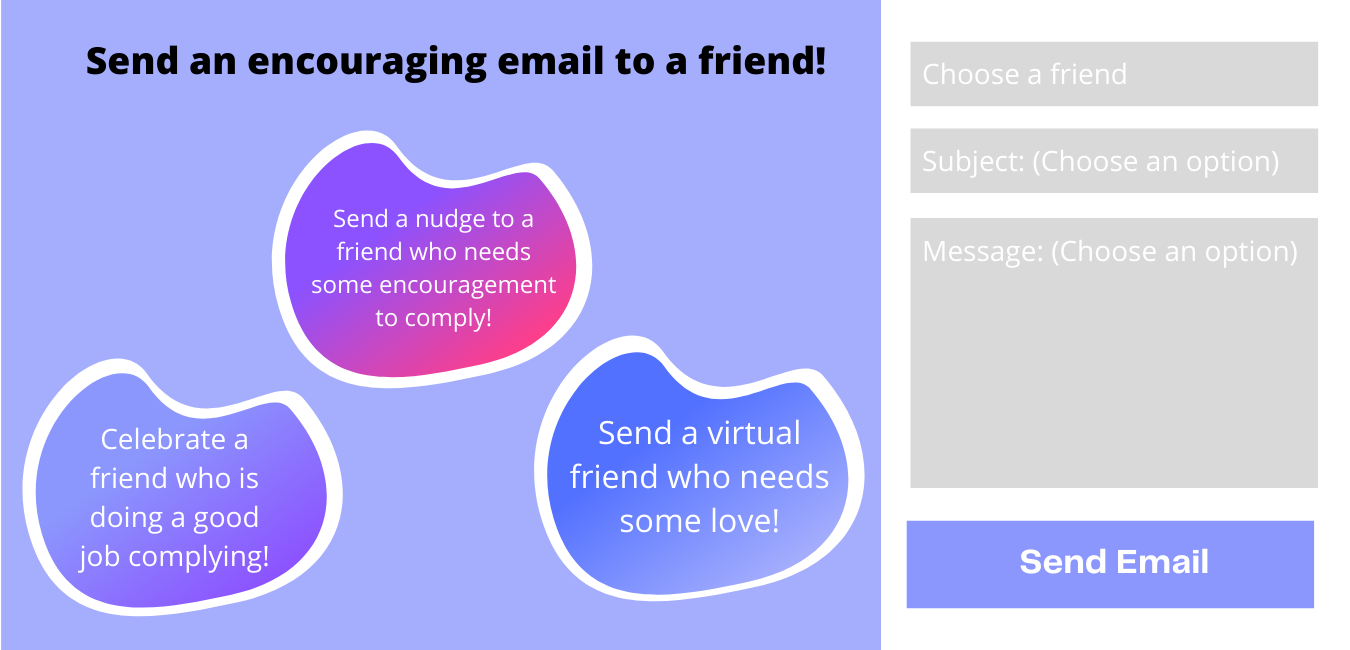 Send an encouraging email to a friend!
Send a nudge to a
friend who needs
some encouragement
to comply!
Celebrate a
friend who is
doing a good
job complying!
Send a virtual
friend who needs
some love!
Choose a friend
Subject: (Choose an option)
Message: (Choose an option)
Send Email